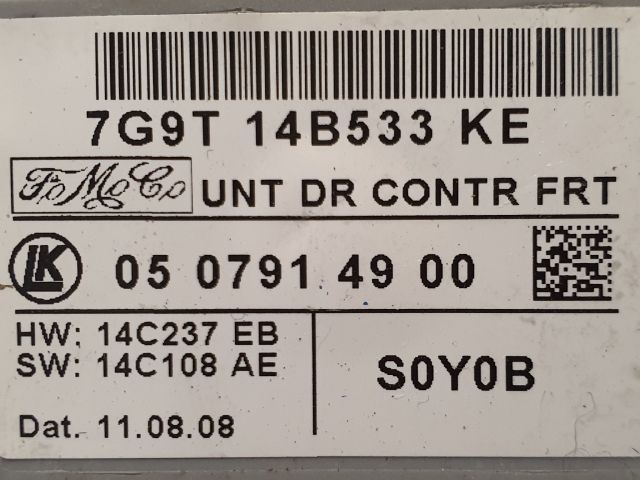 7G9T 14B533 KE
FoMoCo UNT DR CONTR FRT
LK 05 0791 49 00
HW: 14C237 EB
SW: 14C108 AE
S0Y0B
Dat. 11.08.08